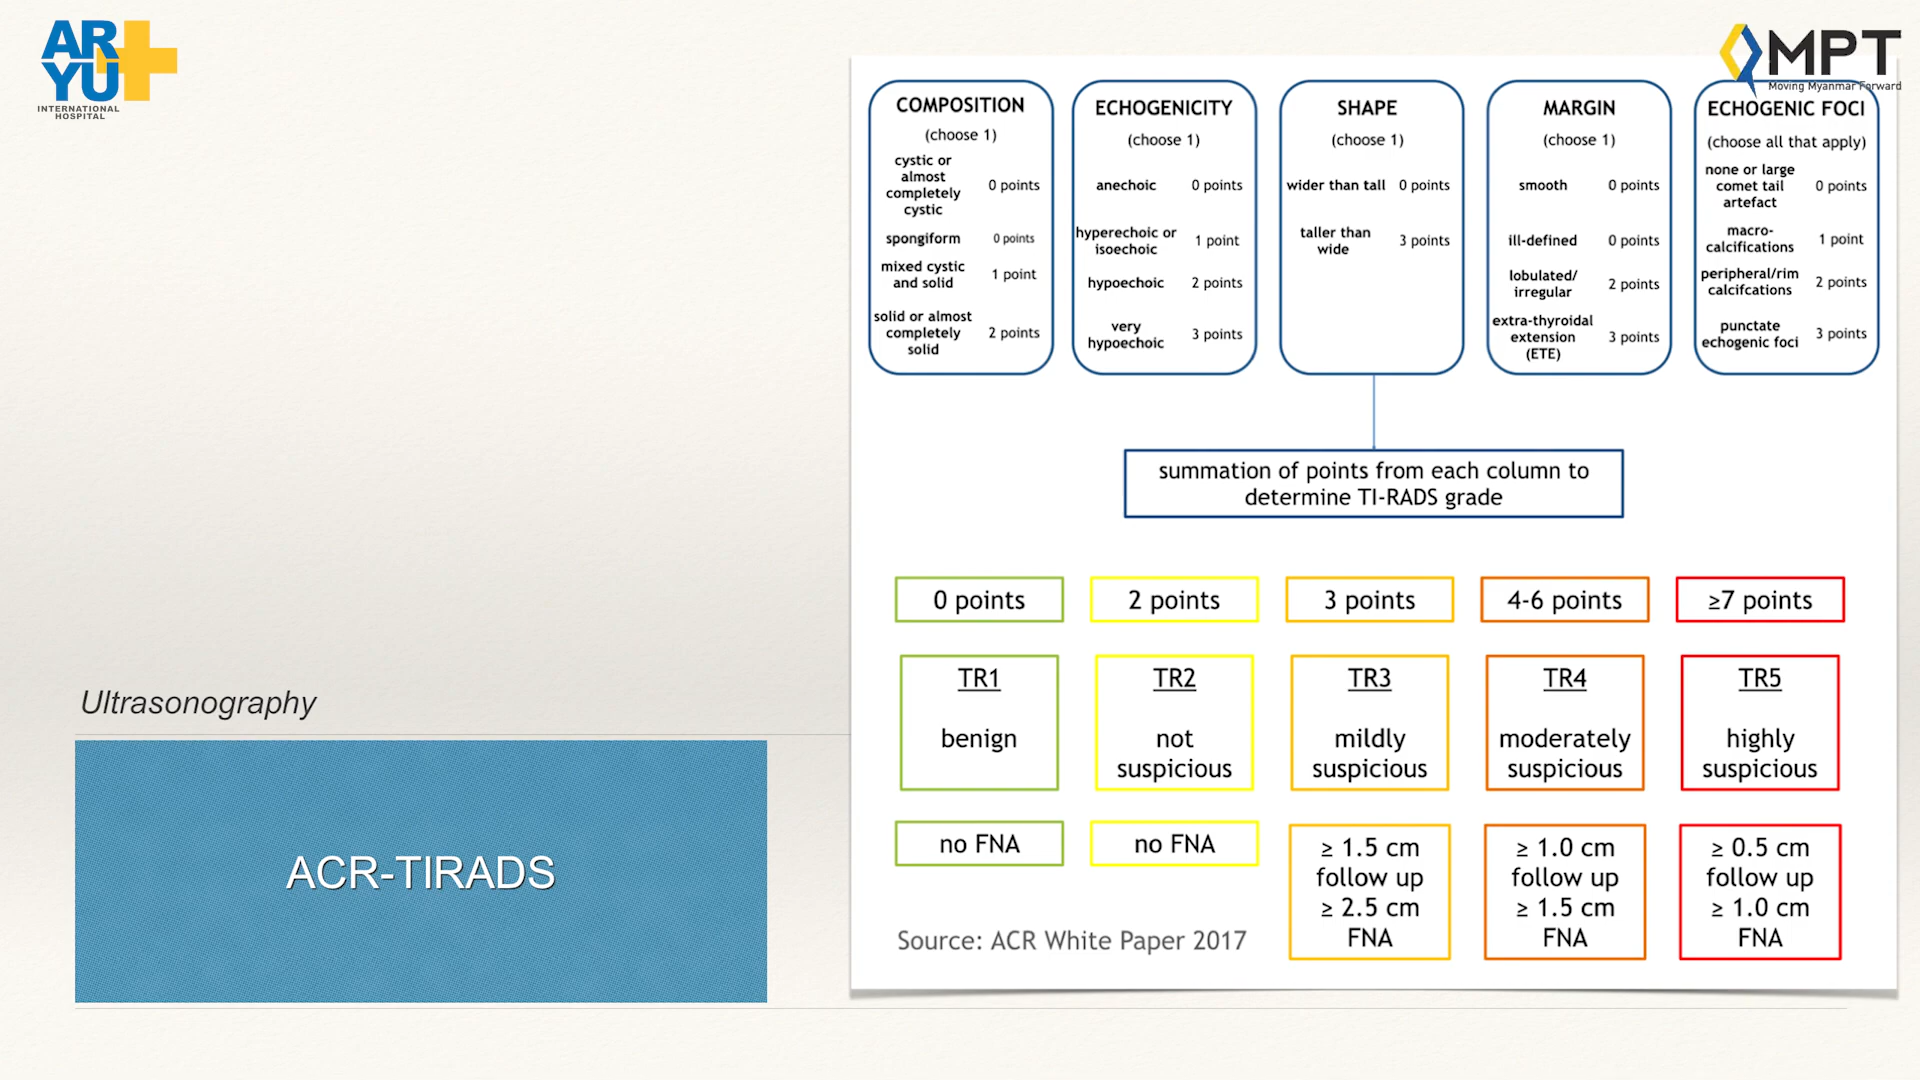 AR
YU
INTERNATIONAL
HOSPITAL
MPT
Moving Myanmar Forward
Ultrasonography
ACR-TIRADS
COMPOSITION
(choose 1)
cystic or
almost
completely
cystic
0 points
spongiform
0 points
mixed cystic
and solid
1 point
solid or almost
completely
solid
2 points
ECHOGENICITY
(choose 1)
anechoic
0 points
hyperechoic or
isoechoic
1 point
hypoechoic
2 points
very
hypoechoic
3 points
SHAPE
(choose 1)
wider than tall
0 points
taller than
wide
3 points
MARGIN
(choose 1)
smooth
0 points
ill-defined
0 points
lobulated/
irregular
2 points
extra-thyroidal
extension
(ETE)
3 points
ECHOGENIC FOCI
(choose all that apply)
none or large
comet tail
artefact
0 points
macro-
calcifications
1 point
peripheral/rim
calcifcations
2 points
punctate
echogenic foci
3 points
summation of points from each column to
determine TI-RADS grade
0 points
2 points
3 points
4-6 points
≥7 points
TR1
benign
TR2
not
suspicious
TR3
mildly
suspicious
TR4
moderately
suspicious
TR5
highly
suspicious
no FNA
no FNA
≥ 1.5 cm
follow up
≥ 2.5 cm
FNA
≥ 1.0 cm
follow up
≥ 1.5 cm
FNA
≥ 0.5 cm
follow up
≥ 1.0 cm
FNA
Source: ACR White Paper 2017